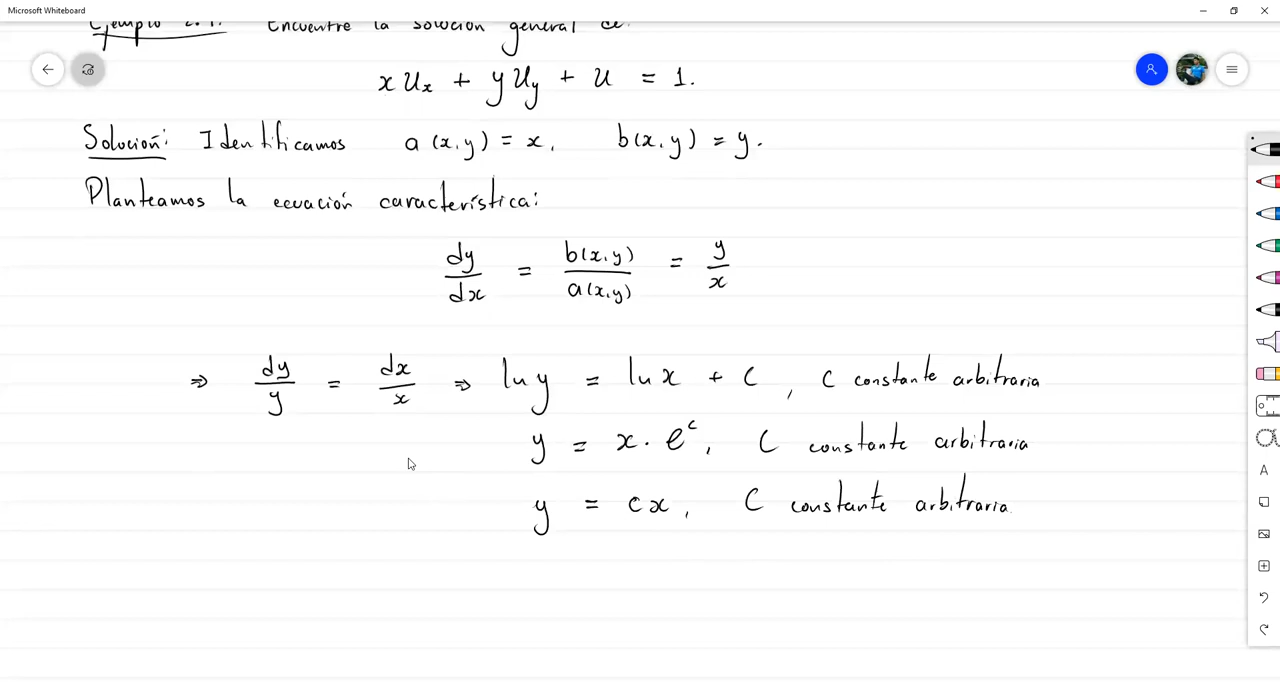 Microsoft Whiteboard
Encuentre la solución general de
x Ux + y Uy + u = 1.
Solución: Identificamos a(x,y) = x, b(x,y) = y.
Planteamos la ecuación característica:
dy/dx = b(x,y)/a(x,y) = y/x
⇒ dy/y = dx/x ⇒ ln y = ln x + C, C constante arbitraria
y = x · e^c, C constante arbitraria
y = cx, C constante arbitraria.
A